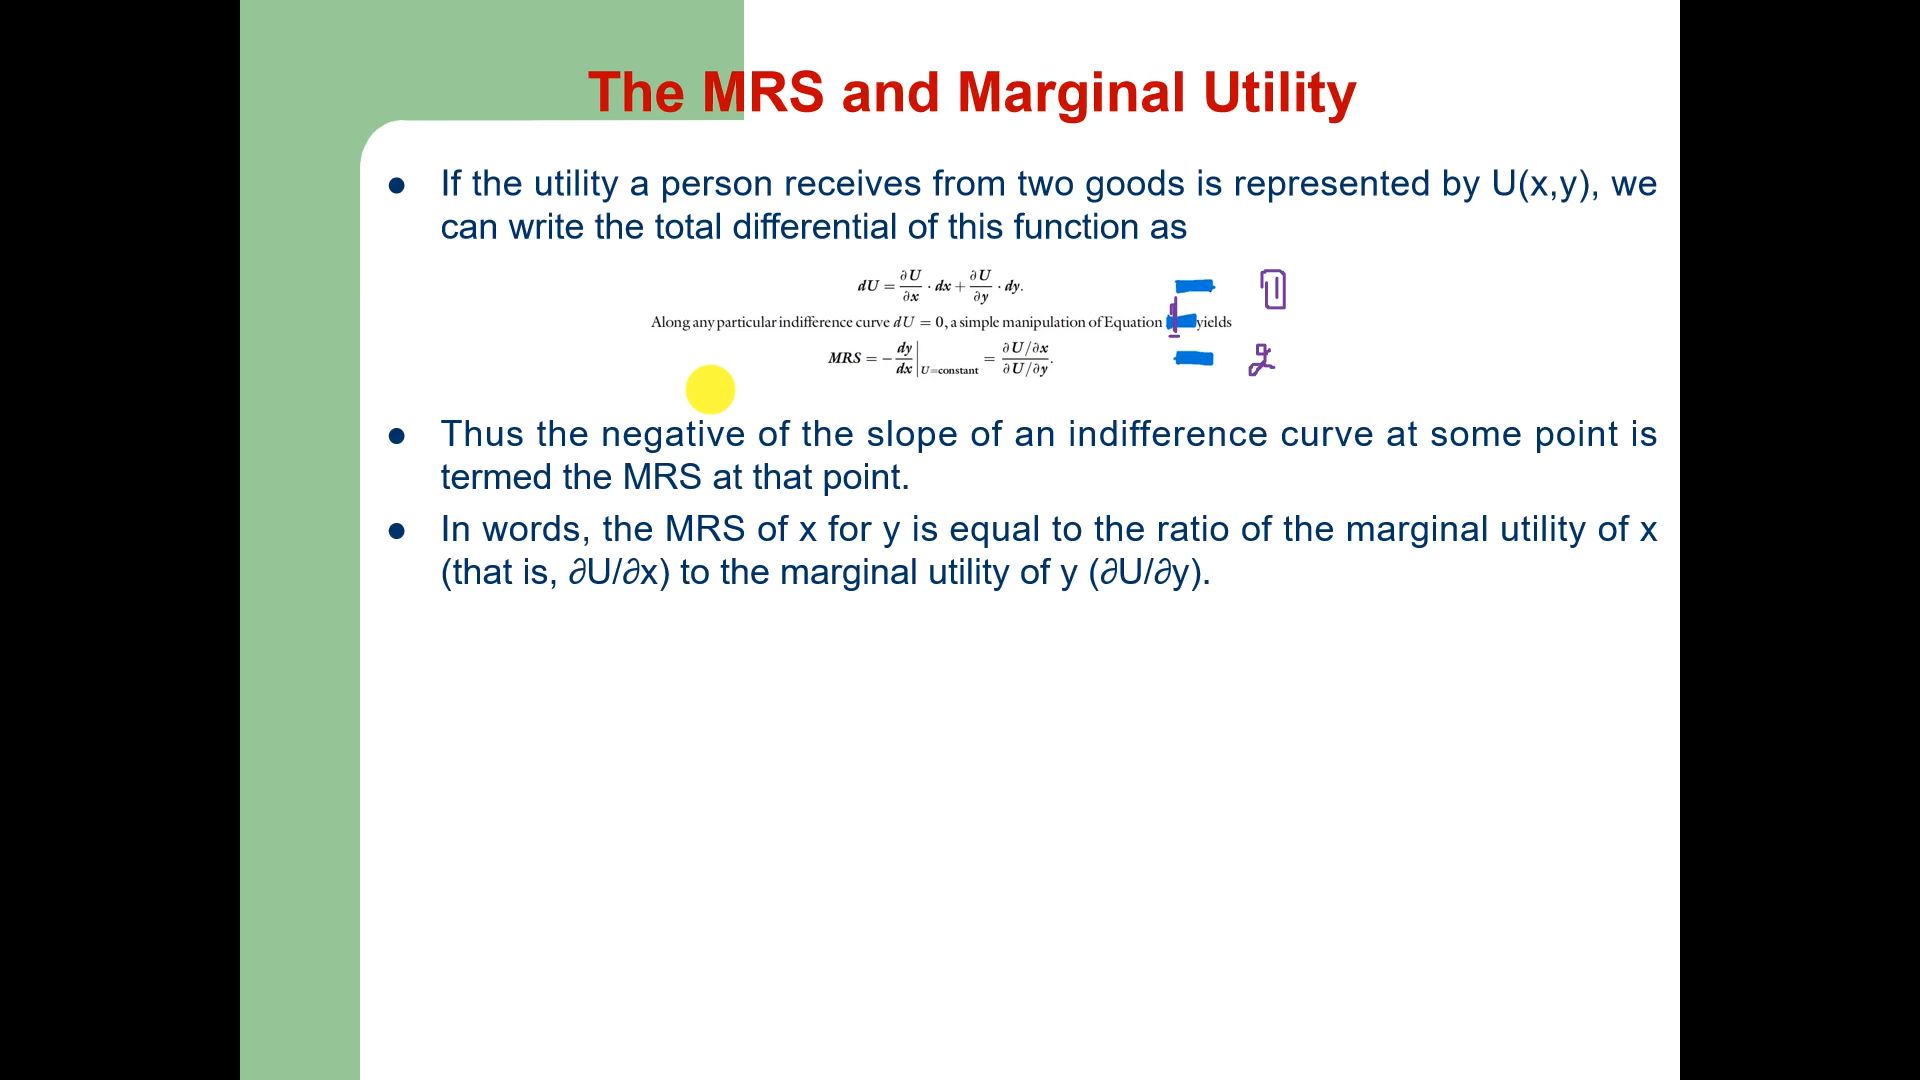 The MRS and Marginal Utility
● If the utility a person receives from two goods is represented by U(x,y), we
can write the total differential of this function as
dU = ∂U/∂x · dx + ∂U/∂y · dy. 1
Along any particular indifference curve dU = 0, a simple manipulation of Equation 1 yields
MRS = − dy/dx |U=constant = ∂U/∂x / ∂U/∂y. 2
● Thus the negative of the slope of an indifference curve at some point is
termed the MRS at that point.
● In words, the MRS of x for y is equal to the ratio of the marginal utility of x
(that is, ∂U/∂x) to the marginal utility of y (∂U/∂y).